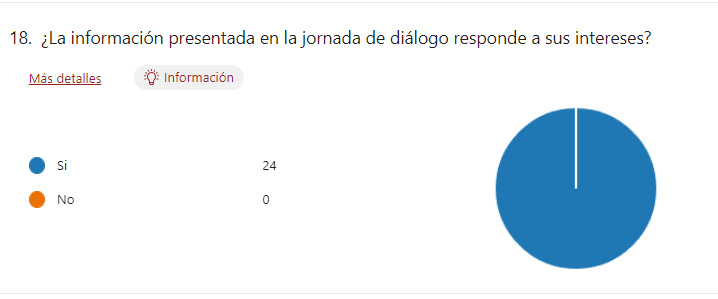 18. ¿La información presentada en la jornada de diálogo responde a sus intereses?
Más detalles
Información
Si 24
No 0